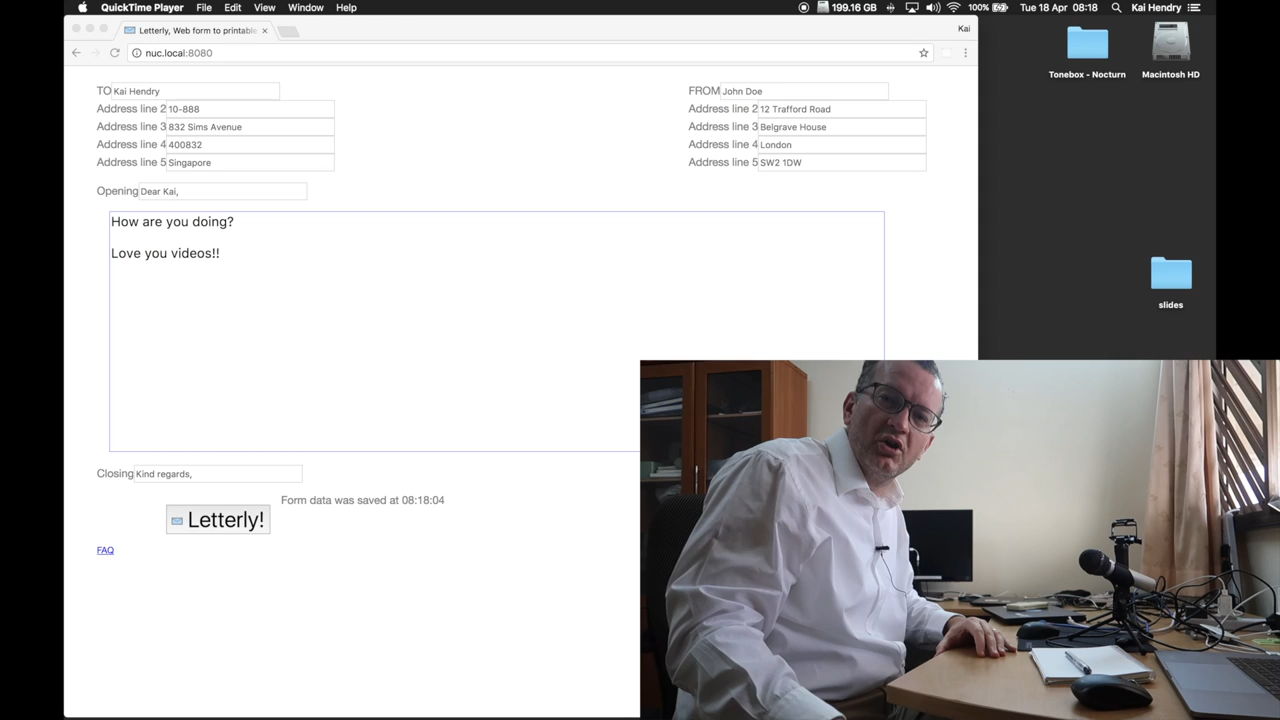 QuickTime Player File Edit View Window Help 199.16 GB 100% Tue 18 Apr 08:18 Kai Hendry
Letterly, Web form to printable
Kai
nuc.local:8080
Tonebox - Nocturn
Macintosh HD
TO Kai Hendry
Address line 2 10-888
Address line 3 832 Sims Avenue
Address line 4 400832
Address line 5 Singapore
FROM John Doe
Address line 2 12 Trafford Road
Address line 3 Belgrave House
Address line 4 London
Address line 5 SW2 1DW
Opening Dear Kai,
How are you doing?
Love you videos!!
slides
Closing Kind regards,
Form data was saved at 08:18:04
Letterly!
FAQ